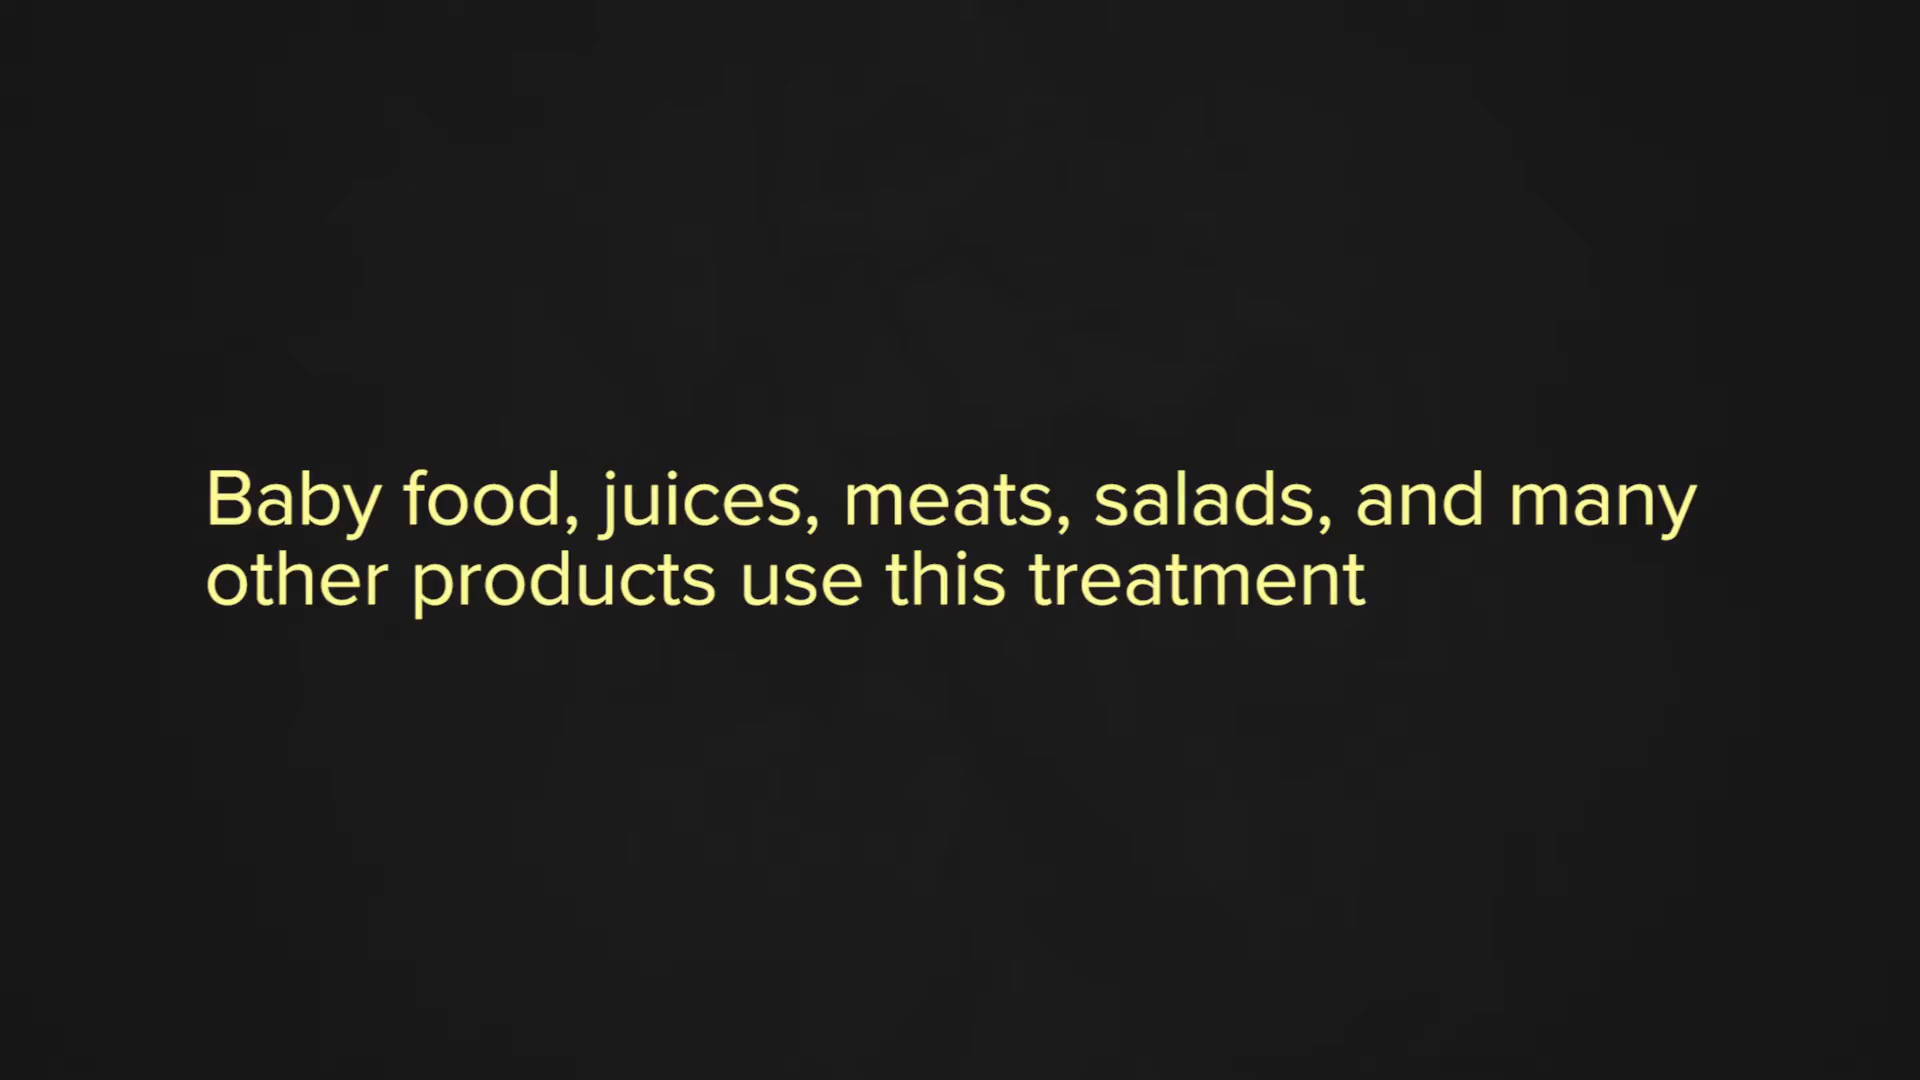 Baby food, juices, meats, salads, and many
other products use this treatment